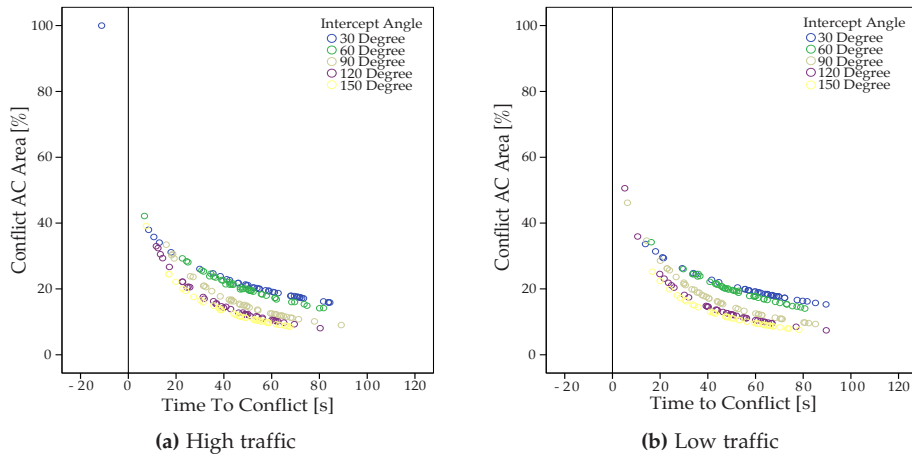 Intercept Angle
30 Degree
60 Degree
90 Degree
120 Degree
150 Degree
100
80
60
40
20
0
Conflict AC Area [%]
- 20 0 20 40 60 80 100 120
Time To Conflict [s]
(a) High traffic
Intercept Angle
30 Degree
60 Degree
90 Degree
120 Degree
150 Degree
100
80
60
40
20
0
Conflict AC Area [%]
- 20 0 20 40 60 80 100 120
Time to Conflict [s]
(b) Low traffic